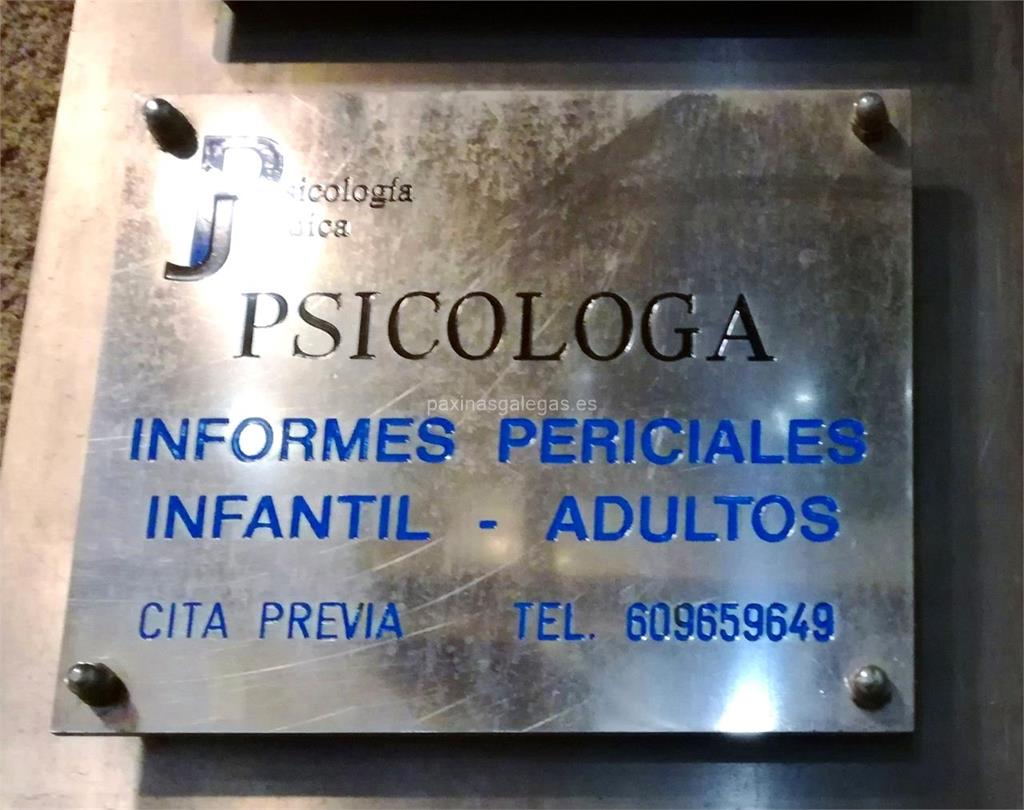 Psicología
PSICOLOGA
paxinasgalegas.es
INFORMES PERICIALES
INFANTIL - ADULTOS
CITA PREVIA TEL. 609659649